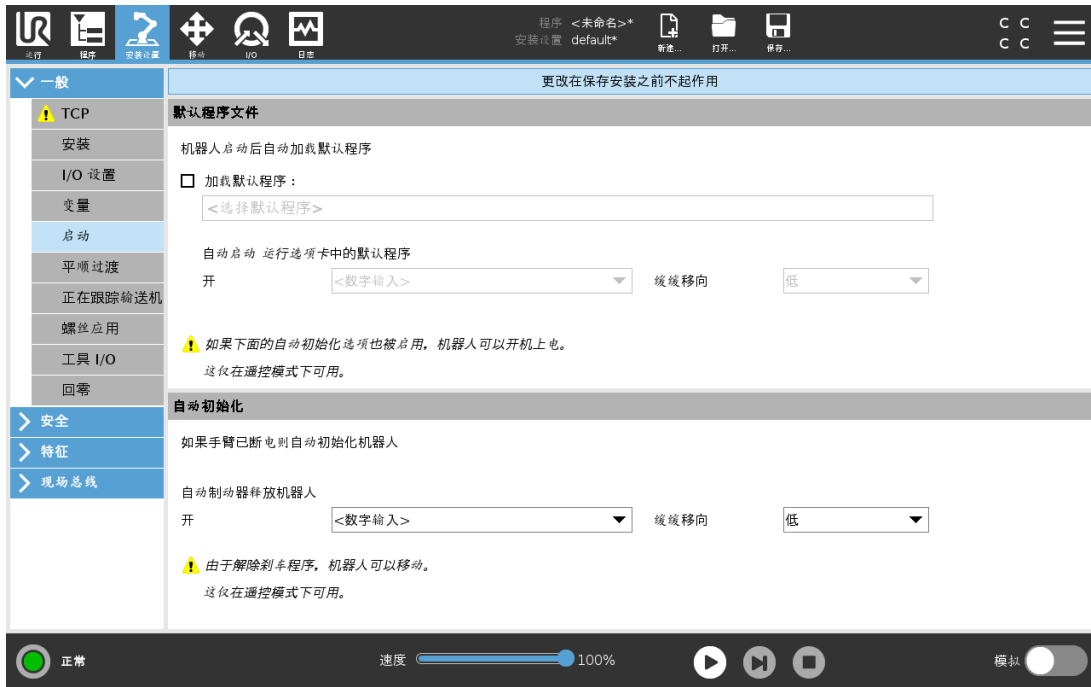 程序 <未命名>*
安装设置 default*
C C
C C
运行 程序 安装设置 移动 I/O 日志 新建... 打开... 保存...
一般
更改在保存安装之前不起作用
TCP
默认程序文件
安装
机器人启动后自动加载默认程序
I/O 设置
加载默认程序：
变量
<选择默认程序>
启动
自动启动 运行选项卡中的默认程序
平顺过渡
开 <数字输入> 缓缓移向 低
正在跟踪输送机
螺丝应用
如果下面的自动初始化选项也被启用，机器人可以开机上电。
工具 I/O
这仅在遥控模式下可用。
回零
自动初始化
安全
如果手臂已断电则自动初始化机器人
特征
现场总线
自动制动器释放机器人
开 <数字输入> 缓缓移向 低
由于解除刹车程序，机器人可以移动。
这仅在遥控模式下可用。
正常 速度 100% 模拟